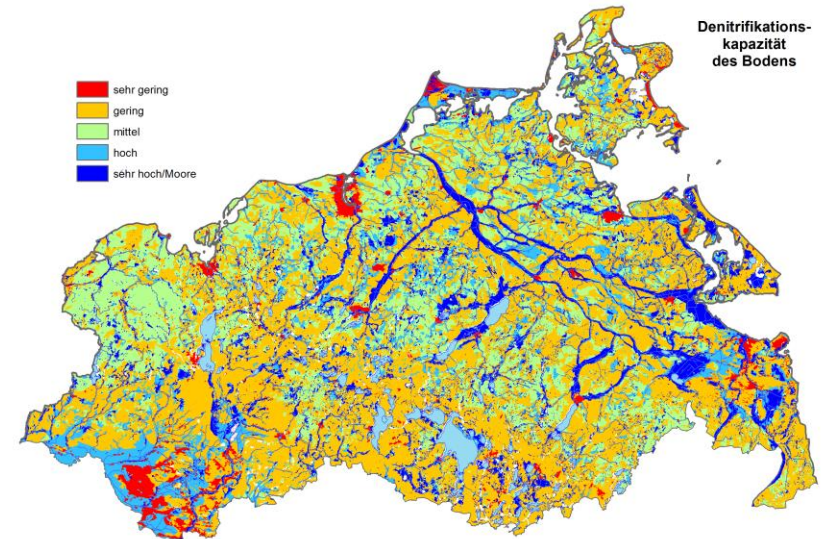 Denitrifikations-
kapazität
des Bodens
sehr gering
gering
mittel
hoch
sehr hoch/Moore